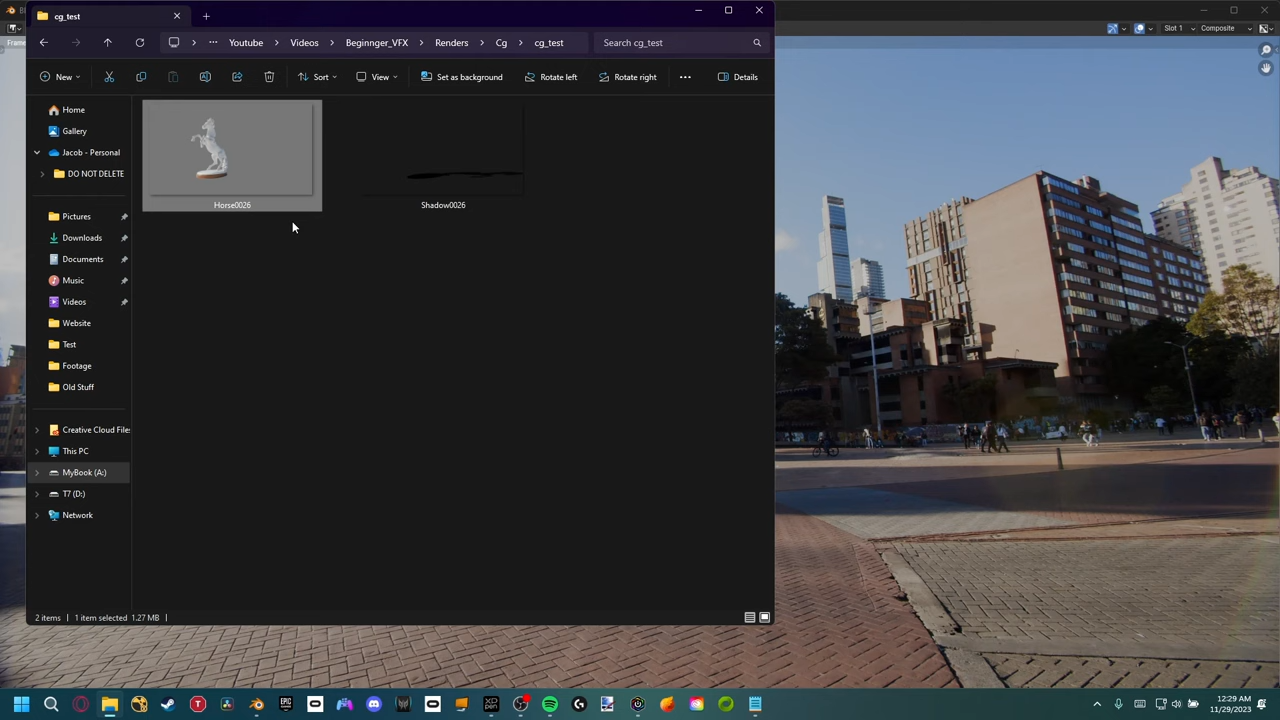 cg_test
Bl
Slot 1
Composite
Youtube
Videos
Beginnger_VFX
Renders
Cg
cg_test
Search cg_test
Frame
New
Sort
View
Set as background
Rotate left
Rotate right
Details
Home
Gallery
Jacob - Personal
DO NOT DELETE
Horse0026
Shadow0026
Pictures
Downloads
Documents
Music
Videos
Website
Test
Footage
Old Stuff
Creative Cloud Files
This PC
MyBook (A:)
T7 (D:)
Network
2 items
1 item selected 1.27 MB
12:29 AM
11/29/2023